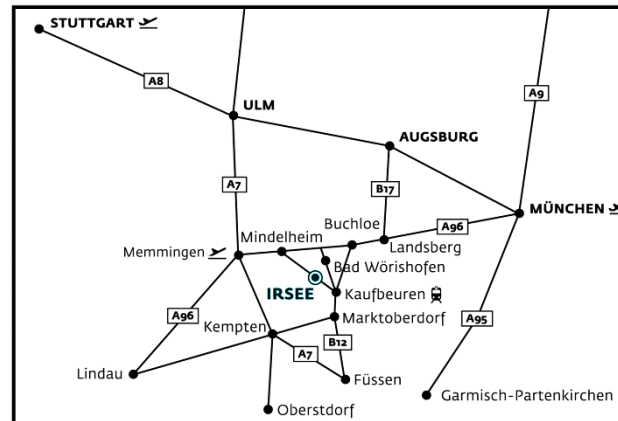 STUTTGART
A8
A9
ULM
AUGSBURG
A7
B17
MÜNCHEN
Buchloe
A96
Mindelheim
Landsberg
Memmingen
Bad Wörishofen
IRSEE
Kaufbeuren
A96
Marktoberdorf
A95
Kempten
B12
A7
Lindau
Füssen
Garmisch-Partenkirchen
Oberstdorf